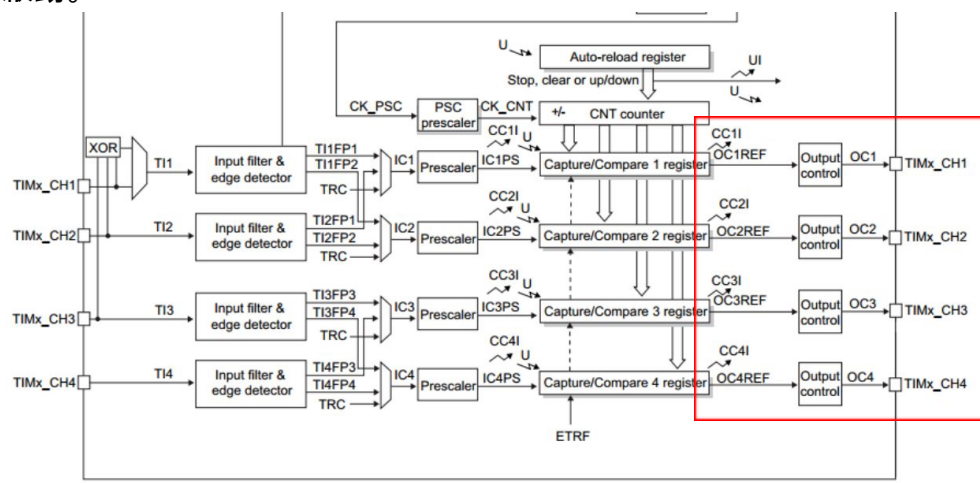 U
Auto-reload register
UI
Stop, clear or up/down
U
CK_PSC
PSC prescaler
CK_CNT
+/-
CNT counter
XOR
TI1
Input filter & edge detector
TI1FP1
TI1FP2
TRC
IC1
Prescaler
IC1PS
CC1I
U
Capture/Compare 1 register
CC1I
OC1REF
Output control
OC1
TIMx_CH1
TIMx_CH1
TIMx_CH2
TI2
Input filter & edge detector
TI2FP1
TI2FP2
TRC
IC2
Prescaler
IC2PS
CC2I
U
Capture/Compare 2 register
CC2I
OC2REF
Output control
OC2
TIMx_CH2
TIMx_CH3
TI3
Input filter & edge detector
TI3FP3
TI3FP4
TRC
IC3
Prescaler
IC3PS
CC3I
U
Capture/Compare 3 register
CC3I
OC3REF
Output control
OC3
TIMx_CH3
TIMx_CH4
TI4
Input filter & edge detector
TI4FP3
TI4FP4
TRC
IC4
Prescaler
IC4PS
CC4I
U
Capture/Compare 4 register
CC4I
OC4REF
Output control
OC4
TIMx_CH4
ETRF